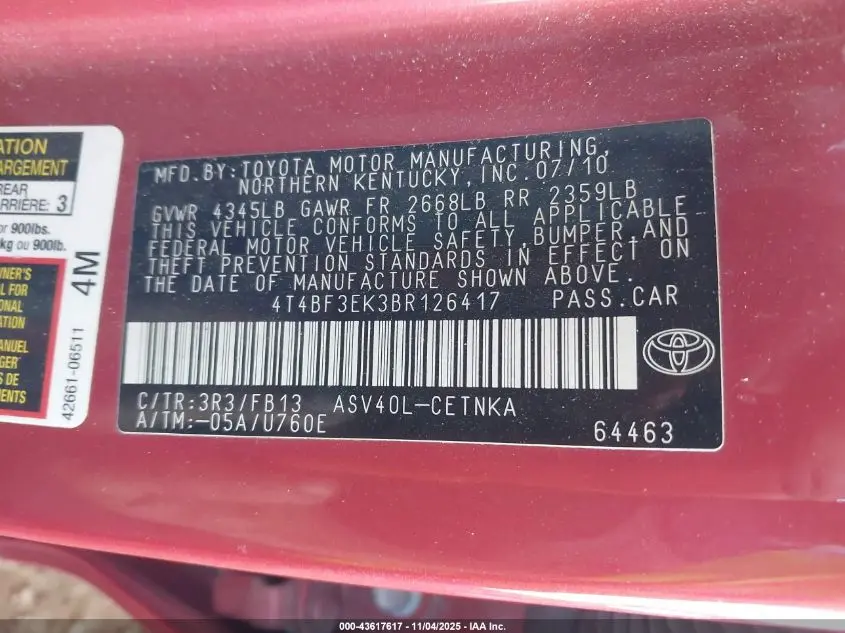 ATION
ARGEMENT
REAR
ARRIÈRE: 3
or 900lbs.
kg ou 900lb.
4M
WNER'S
L FOR
ONAL
ATION
ANUEL
GER
S DE
MENTS
42661-06511
MFD. BY: TOYOTA MOTOR MANUFACTURING,
NORTHERN KENTUCKY, INC. 07/10
GVWR 4345LB GAWR FR 2668LB RR 2359LB
THIS VEHICLE CONFORMS TO ALL APPLICABLE
FEDERAL MOTOR VEHICLE SAFETY, BUMPER, AND
THEFT PREVENTION STANDARDS IN EFFECT ON
THE DATE OF MANUFACTURE SHOWN ABOVE.
4T4BF3EK3BR126417 PASS.CAR
C/TR:3R3/FB13 ASV40L-CETNKA
A/TM:-05A/U760E
64463
000-43617617 - 11/04/2025 - IAA Inc.